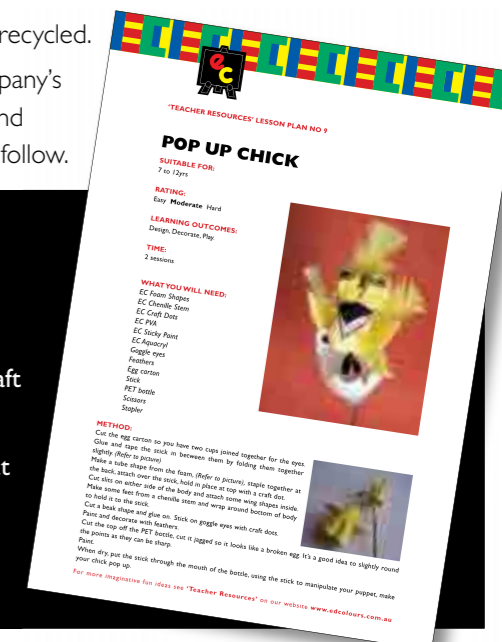 recycled.
pany's
nd
follow.
aft
t
ec
'TEACHER RESOURCES' LESSON PLAN NO 9
POP UP CHICK
SUITABLE FOR:
7 to 12yrs
RATING:
Easy Moderate Hard
LEARNING OUTCOMES:
Design, Decorate, Play.
TIME:
2 sessions
WHAT YOU WILL NEED:
EC Foam Shapes
EC Chenille Stem
EC Craft Dots
EC PVA
EC Sticky Paint
EC Aquacryl
Goggle eyes
Feathers
Egg carton
Stick
PET bottle
Scissors
Stapler
METHOD:
Cut the egg carton so you have two cups joined together for the eyes.
Glue and tape the stick in between them by folding them together
slightly. (Refer to picture)
Make a tube shape from the foam, (Refer to picture), staple together at
the back, attach over the stick, hold in place at top with a craft dot.
Cut slits on either side of the body and attach some wing shapes inside.
Make some feet from a chenille stem and wrap around bottom of body
to hold it to the stick.
Cut a beak shape and glue on. Stick on goggle eyes with craft dots.
Paint and decorate with feathers.
Cut the top off the PET bottle, cut it jagged so it looks like a broken egg. It's a good idea to slightly round
the points as they can be sharp.
Paint.
When dry, put the stick through the mouth of the bottle, using the stick to manipulate your puppet, make
your chick pop up.
For more imaginative fun ideas see 'Teacher Resources' on our website www.edcolours.com.au